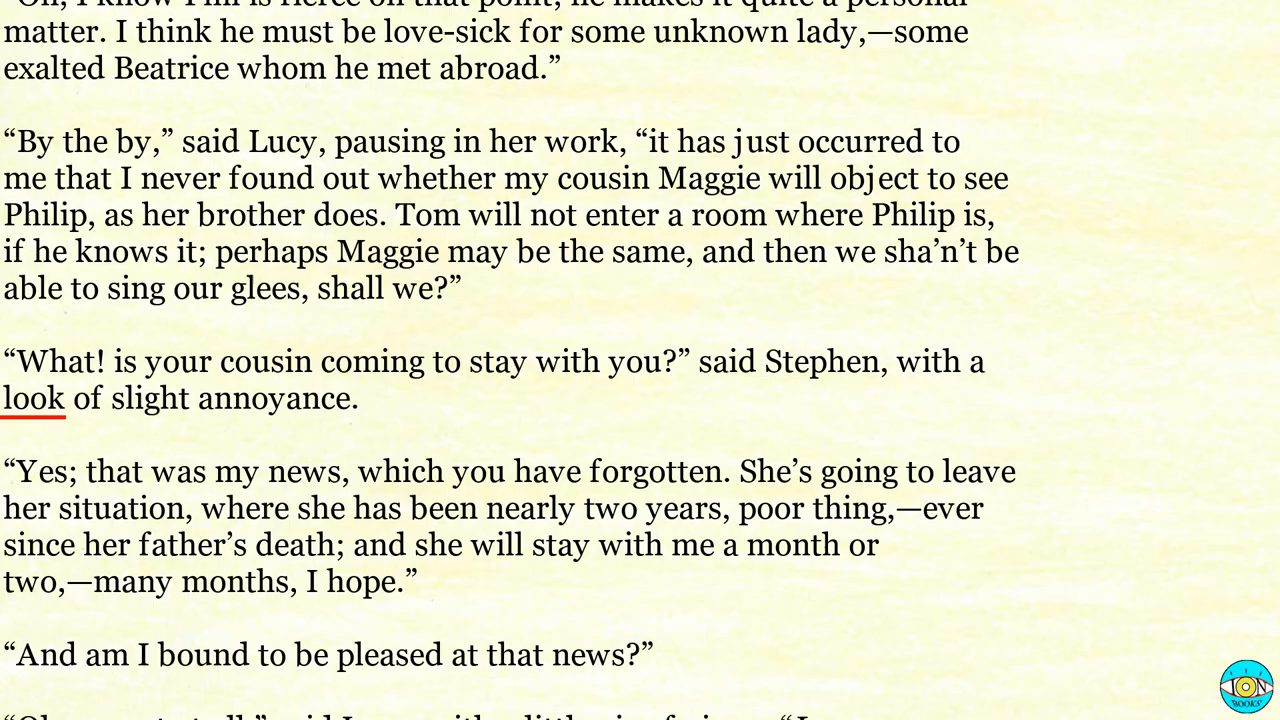 matter. I think he must be love-sick for some unknown lady,—some
exalted Beatrice whom he met abroad.”
“By the by,” said Lucy, pausing in her work, “it has just occurred to
me that I never found out whether my cousin Maggie will object to see
Philip, as her brother does. Tom will not enter a room where Philip is,
if he knows it; perhaps Maggie may be the same, and then we sha’n’t be
able to sing our glees, shall we?”
“What! is your cousin coming to stay with you?” said Stephen, with a
look of slight annoyance.
“Yes; that was my news, which you have forgotten. She’s going to leave
her situation, where she has been nearly two years, poor thing,—ever
since her father’s death; and she will stay with me a month or
two,—many months, I hope.”
“And am I bound to be pleased at that news?”
ION
BOOKS